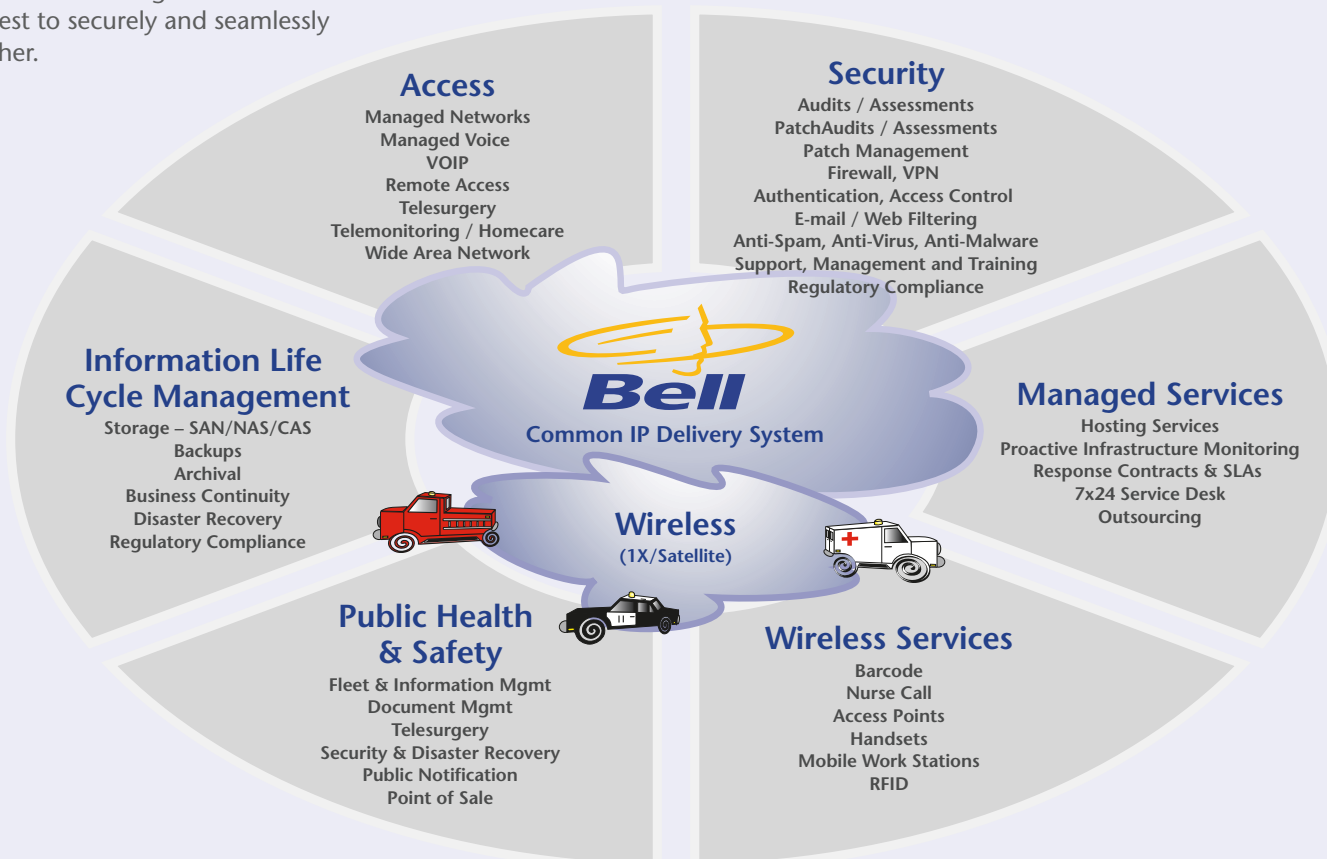 est to securely and seamlessly
her.
Access
Managed Networks
Managed Voice
VOIP
Remote Access
Telesurgery
Telemonitoring / Homecare
Wide Area Network
Security
Audits / Assessments
PatchAudits / Assessments
Patch Management
Firewall, VPN
Authentication, Access Control
E-mail / Web Filtering
Anti-Spam, Anti-Virus, Anti-Malware
Support, Management and Training
Regulatory Compliance
Information Life
Cycle Management
Storage – SAN/NAS/CAS
Backups
Archival
Business Continuity
Disaster Recovery
Regulatory Compliance
Bell
Common IP Delivery System
Wireless
(1X/Satellite)
Managed Services
Hosting Services
Proactive Infrastructure Monitoring
Response Contracts & SLAs
7x24 Service Desk
Outsourcing
Public Health
& Safety
Fleet & Information Mgmt
Document Mgmt
Telesurgery
Security & Disaster Recovery
Public Notification
Point of Sale
Wireless Services
Barcode
Nurse Call
Access Points
Handsets
Mobile Work Stations
RFID